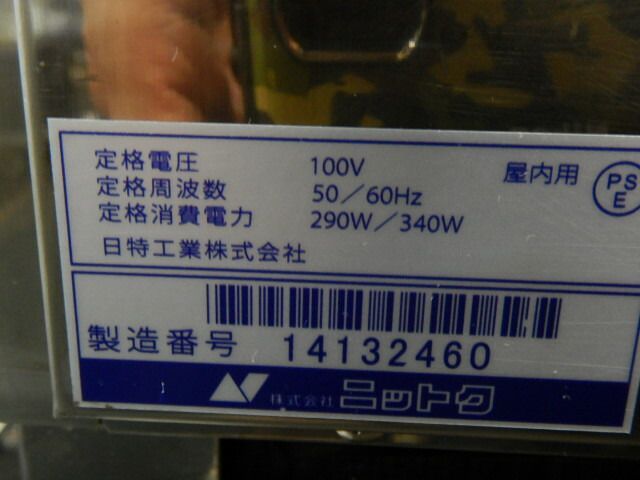 定格電圧 100V 屋内用
PS
E
定格周波数 50／60Hz
定格消費電力 290W／340W
日特工業株式会社
製造番号 14132460
株式会社 ニットク